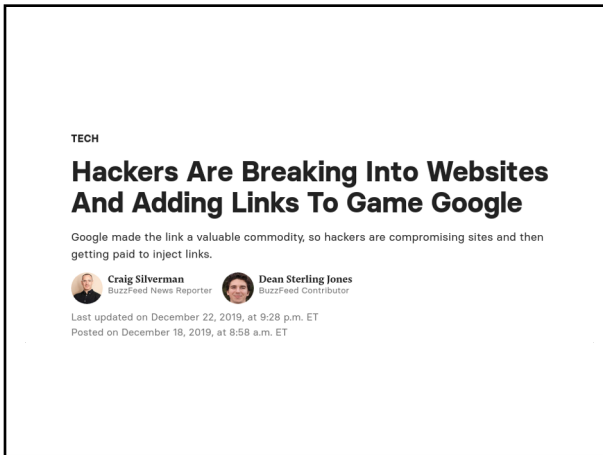 TECH
Hackers Are Breaking Into Websites
And Adding Links To Game Google
Google made the link a valuable commodity, so hackers are compromising sites and then
getting paid to inject links.
Craig Silverman
BuzzFeed News Reporter
Dean Sterling Jones
BuzzFeed Contributor
Last updated on December 22, 2019, at 9:28 p.m. ET
Posted on December 18, 2019, at 8:58 a.m. ET